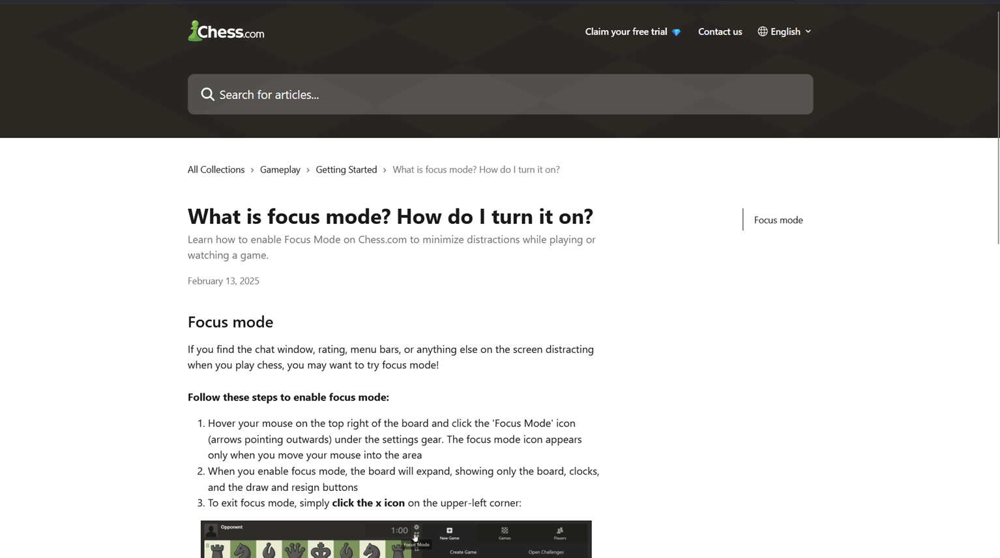 Chess.com
Claim your free trial 💎 Contact us English
Search for articles...
All Collections > Gameplay > Getting Started > What is focus mode? How do I turn it on?
What is focus mode? How do I turn it on?
Focus mode
Learn how to enable Focus Mode on Chess.com to minimize distractions while playing or
watching a game.
February 13, 2025
Focus mode
If you find the chat window, rating, menu bars, or anything else on the screen distracting
when you play chess, you may want to try focus mode!
Follow these steps to enable focus mode:
1. Hover your mouse on the top right of the board and click the 'Focus Mode' icon
(arrows pointing outwards) under the settings gear. The focus mode icon appears
only when you move your mouse into the area
2. When you enable focus mode, the board will expand, showing only the board, clocks,
and the draw and resign buttons
3. To exit focus mode, simply click the x icon on the upper-left corner:
Opponent
1:00
New Game Games Players
Focus Mode
8
Create Game Open Challenges